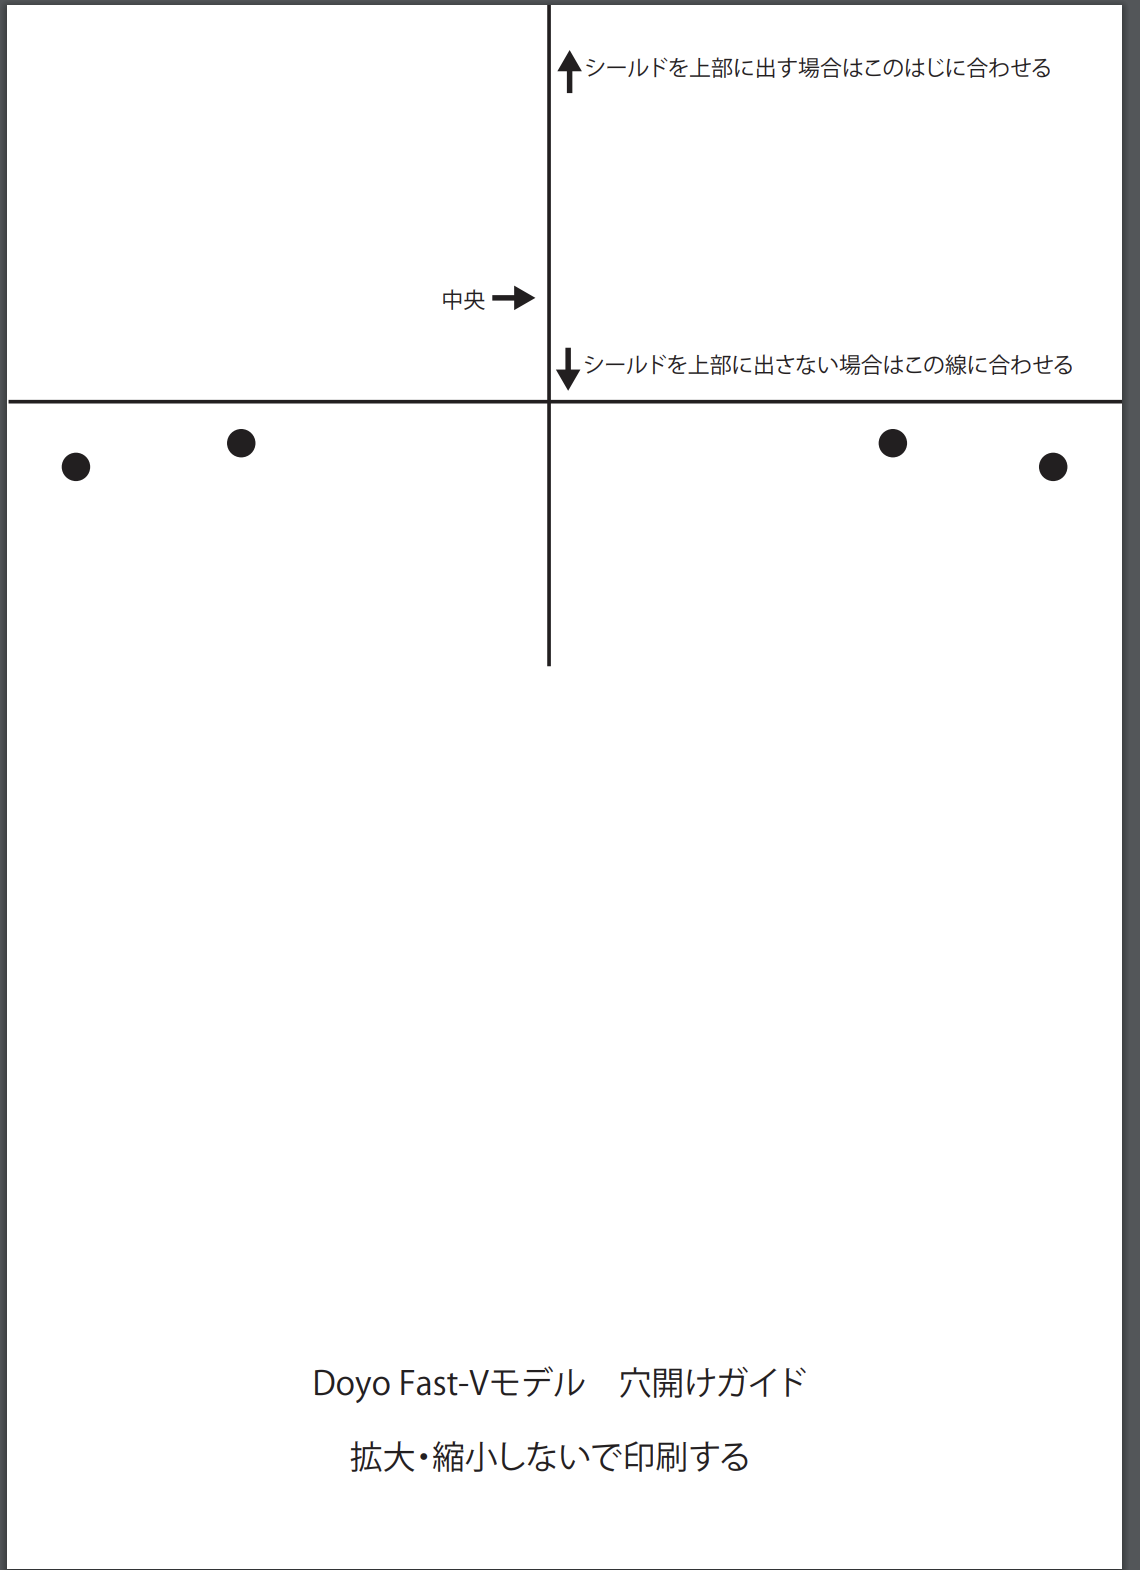 シールドを上部に出す場合はこのはじに合わせる
中央
シールドを上部に出さない場合はこの線に合わせる
Doyo Fast-Vモデル　穴開けガイド
拡大・縮小しないで印刷する